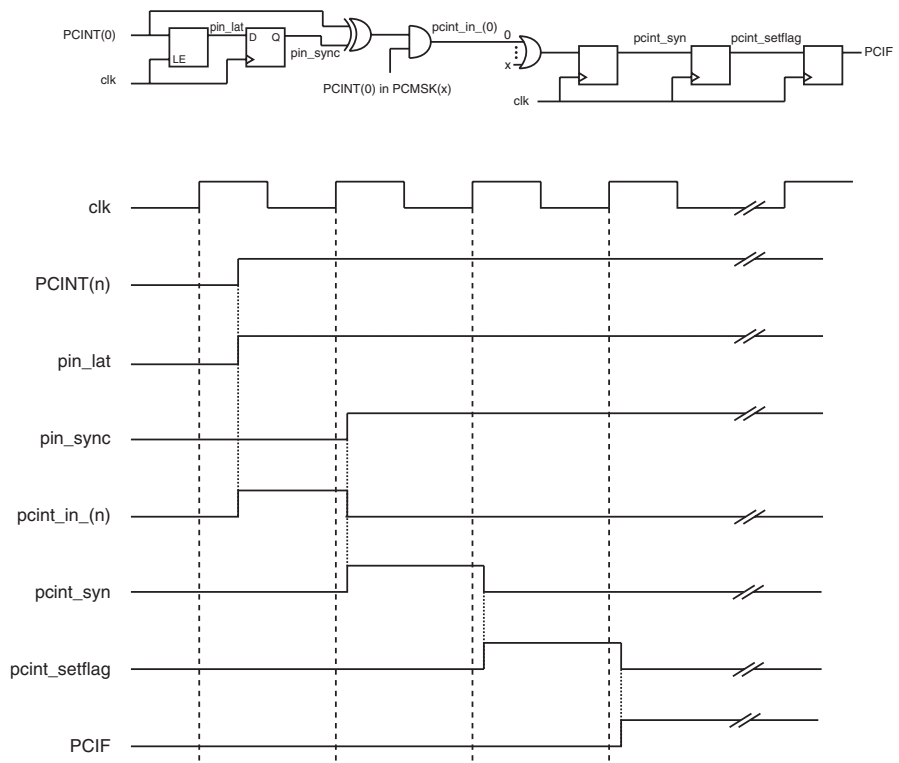 PCINT(0)
pin_lat
D Q
LE
pin_sync
clk
pcint_in_(0)
0
x
PCINT(0) in PCMSK(x)
clk
pcint_syn
pcint_setflag
PCIF
clk
PCINT(n)
pin_lat
pin_sync
pcint_in_(n)
pcint_syn
pcint_setflag
PCIF